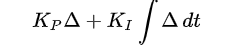 K_P Δ + K_I ∫ Δ dt